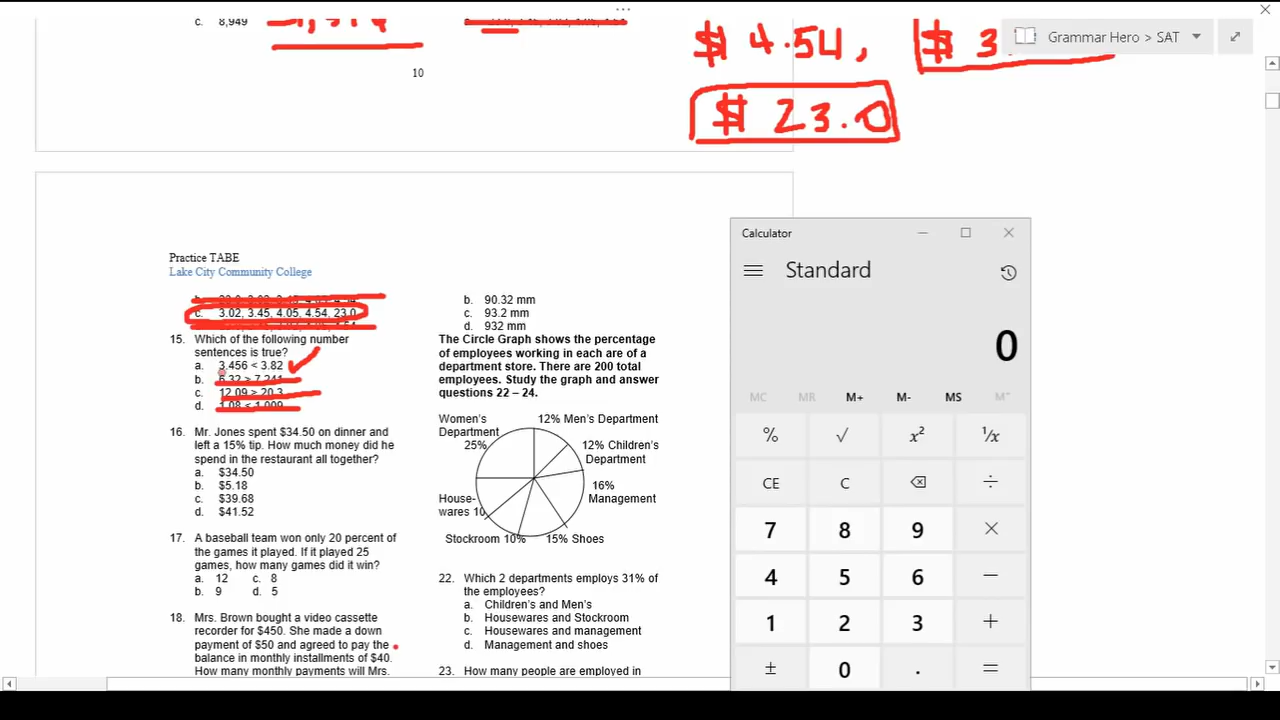 c. 8,949
10
$ 4.54,
$ 3.
$ 23.0
Grammar Hero > SAT
Practice TABE
Lake City Community College
c. 3.02, 3.45, 4.05, 4.54, 23.0
15. Which of the following number
sentences is true?
a. 3.456 < 3.82
b. 6.32 > 7.241
c. 12.09 > 20.3
d. 1.08 < 1.009
16. Mr. Jones spent $34.50 on dinner and
left a 15% tip. How much money did he
spend in the restaurant all together?
a. $34.50
b. $5.18
c. $39.68
d. $41.52
17. A baseball team won only 20 percent of
the games it played. If it played 25
games, how many games did it win?
a. 12 c. 8
b. 9 d. 5
18. Mrs. Brown bought a video cassette
recorder for $450. She made a down
payment of $50 and agreed to pay the
balance in monthly installments of $40.
How many monthly payments will Mrs.
b. 90.32 mm
c. 93.2 mm
d. 932 mm
The Circle Graph shows the percentage
of employees working in each are of a
department store. There are 200 total
employees. Study the graph and answer
questions 22 – 24.
Women's
Department
25%
12% Men's Department
12% Children's
Department
16%
Management
House-
wares 10
Stockroom 10%
15% Shoes
22. Which 2 departments employs 31% of
the employees?
a. Children's and Men's
b. Housewares and Stockroom
c. Housewares and management
d. Management and shoes
23. How many people are employed in
Calculator
Standard
0
MC MR M+ M- MS M˅
% √ x² ¹/x
CE C ÷
7 8 9 ×
4 5 6 −
1 2 3 +
± 0 . =